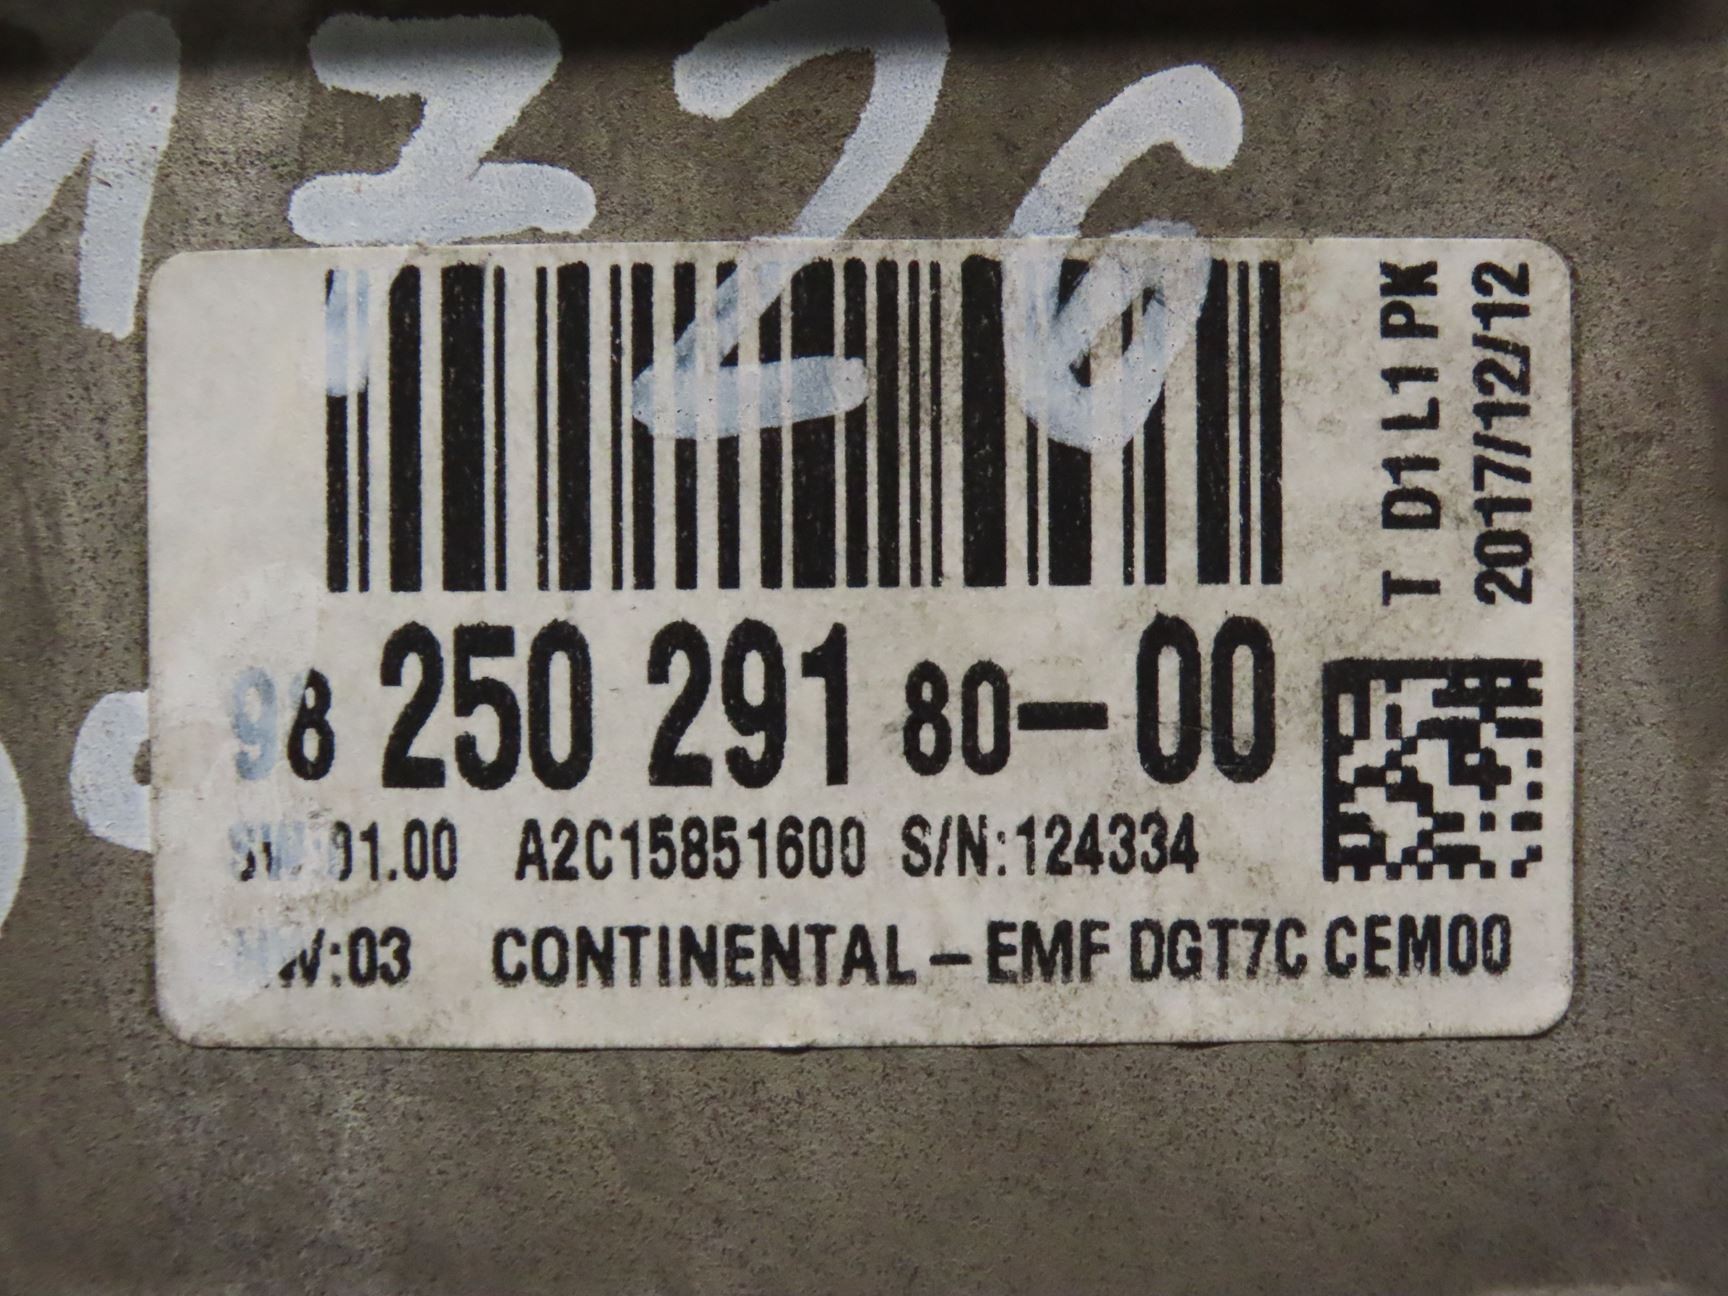 1726
T D1 L1 PK
2017/12/12
98 250 291 80-00
SW:01.00 A2C15851600 S/N:124334
HW:03 CONTINENTAL-EMF DGT7C CEM00